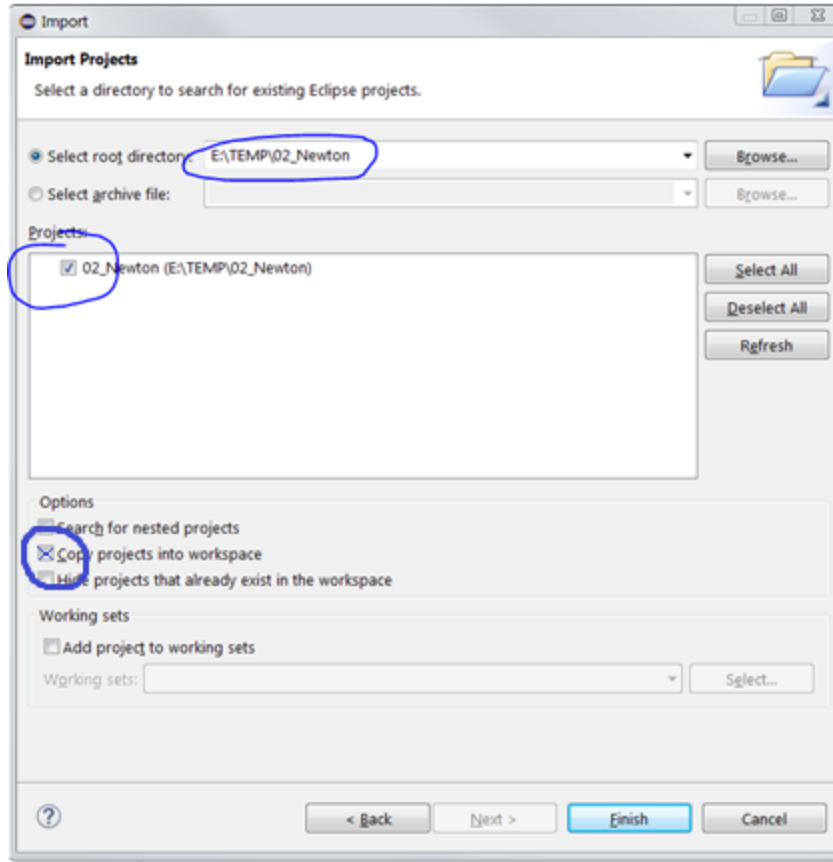 Import
Import Projects
Select a directory to search for existing Eclipse projects.
Select root directory: E:\TEMP\02_Newton Browse...
Select archive file: Browse...
Projects:
02_Newton (E:\TEMP\02_Newton)
Select All
Deselect All
Refresh
Options
Search for nested projects
Copy projects into workspace
Hide projects that already exist in the workspace
Working sets
Add project to working sets
Working sets: Select...
? < Back Next > Finish Cancel